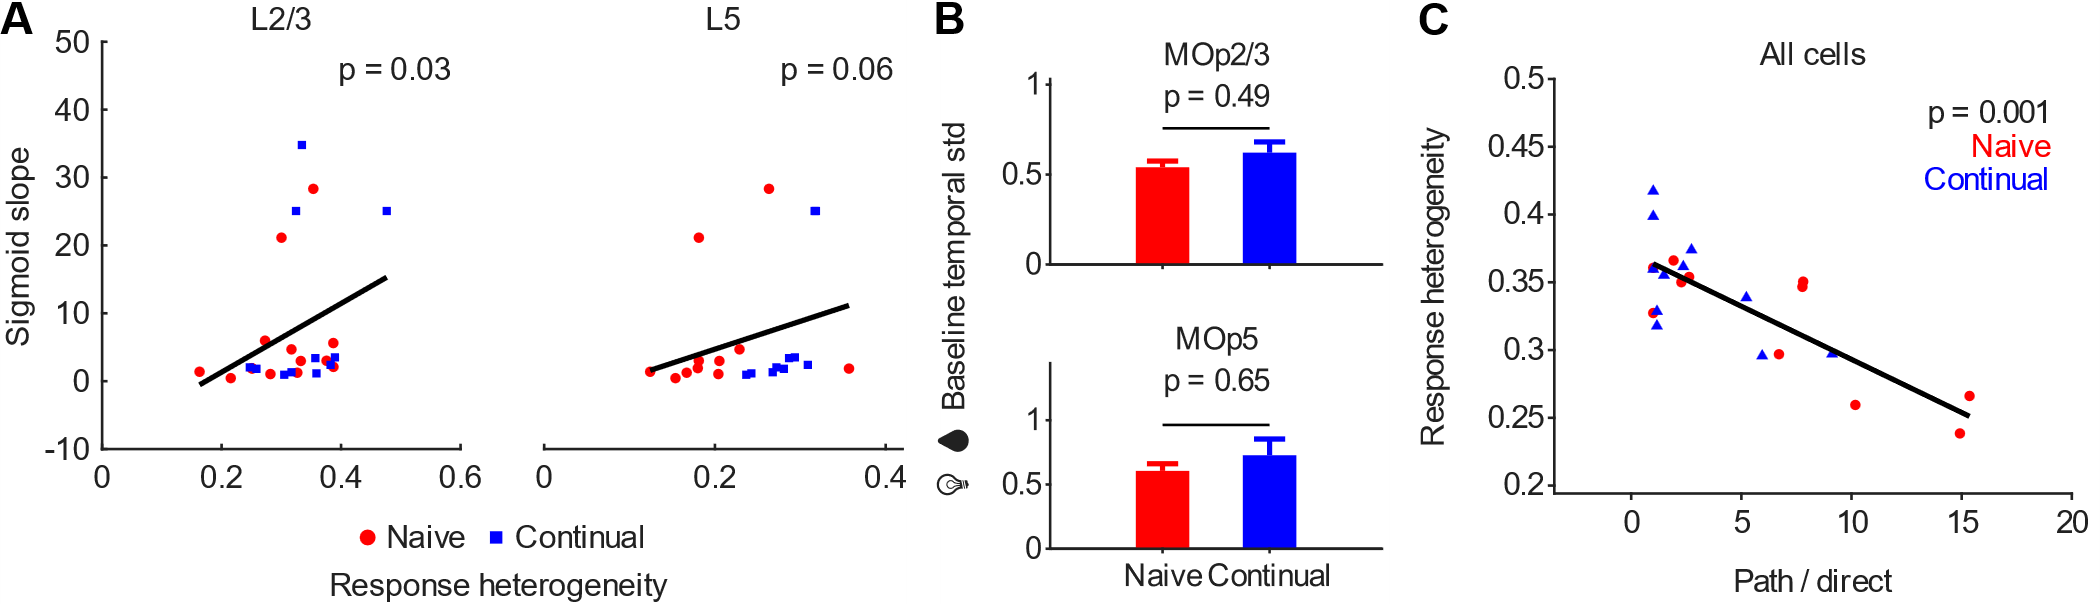 A
L2/3
L5
p = 0.03
p = 0.06
50
40
30
20
10
0
-10
Sigmoid slope
0
0.2
0.4
0.6
0
0.2
0.4
Naive
Continual
Response heterogeneity
B
MOp2/3
p = 0.49
1
0.5
0
Baseline temporal std
MOp5
p = 0.65
1
0.5
0
Naive Continual
C
All cells
p = 0.001
Naive
Continual
0.5
0.45
0.4
0.35
0.3
0.25
0.2
Response heterogeneity
0
5
10
15
20
Path / direct